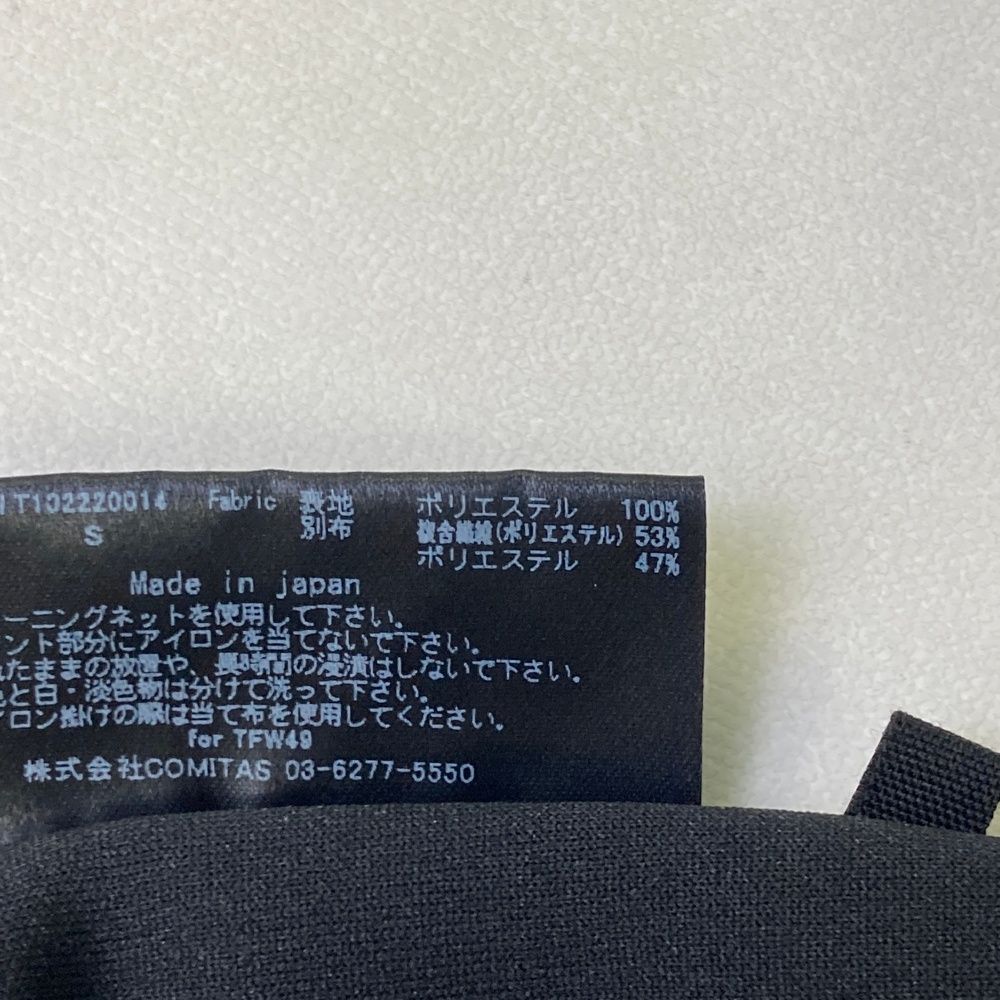 T102220014 Fabric 表地 ポリエステル 100%
S 別布 複合繊維(ポリエステル) 53%
ポリエステル 47%
Made in japan
ーニングネットを使用して下さい。
ント部分にアイロンを当てないで下さい。
れたままの放置や、長時間の浸漬はしないで下さい。
と白・淡色物は分けて洗って下さい。
イロン掛けの際は当て布を使用してください。
for TFW49
株式会社COMITAS 03-6277-5550